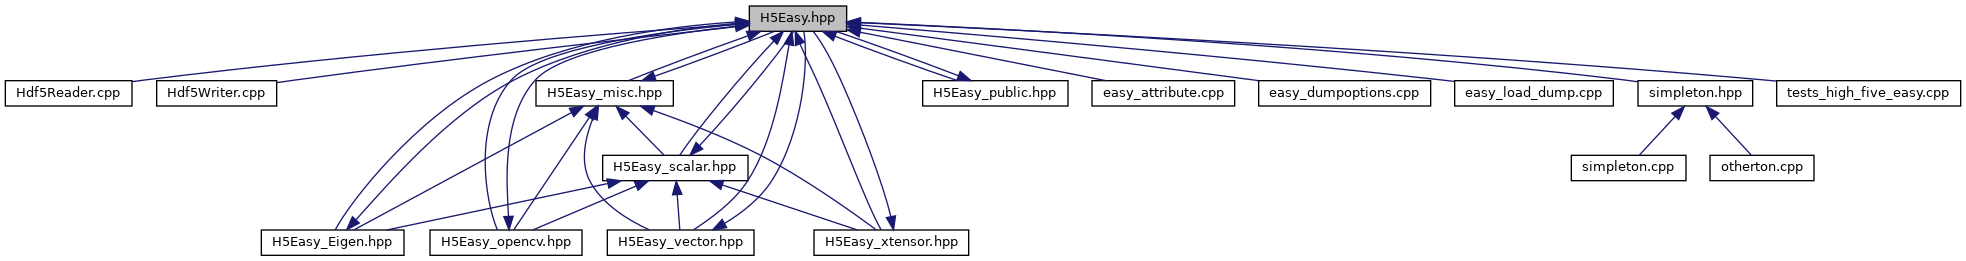 H5Easy.hpp
Hdf5Reader.cpp
Hdf5Writer.cpp
H5Easy_misc.hpp
H5Easy_public.hpp
easy_attribute.cpp
easy_dumpoptions.cpp
easy_load_dump.cpp
simpleton.hpp
tests_high_five_easy.cpp
H5Easy_scalar.hpp
simpleton.cpp
otherton.cpp
H5Easy_Eigen.hpp
H5Easy_opencv.hpp
H5Easy_vector.hpp
H5Easy_xtensor.hpp